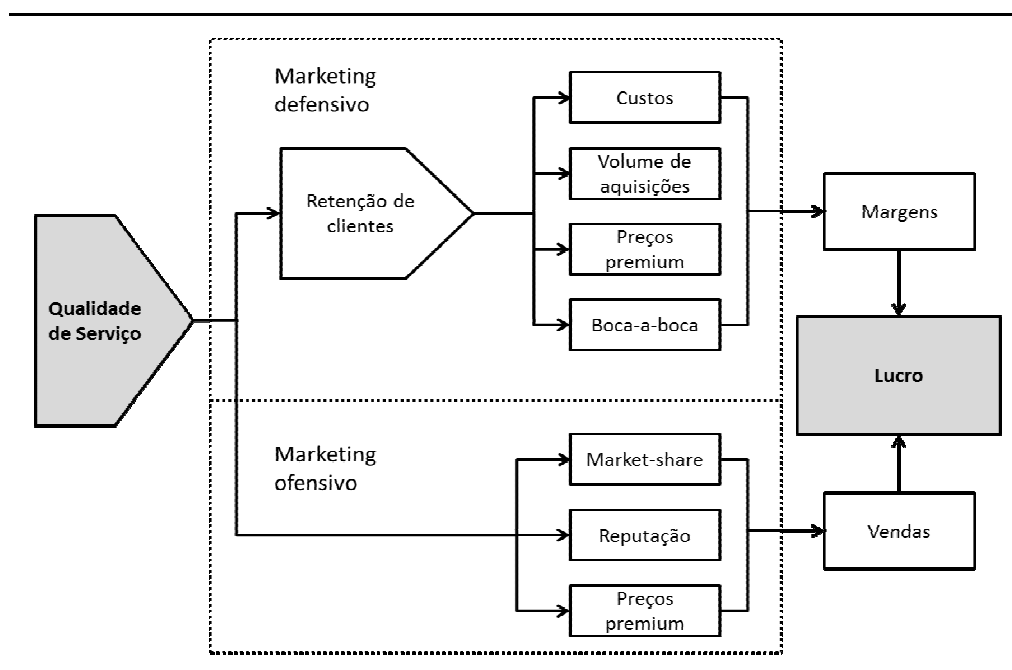 Marketing
defensivo
Custos
Volume de
aquisições
Retenção de
clientes
Margens
Preços
premium
Qualidade
de Serviço
Boca-a-boca
Lucro
Marketing
ofensivo
Market-share
Reputação
Vendas
Preços
premium